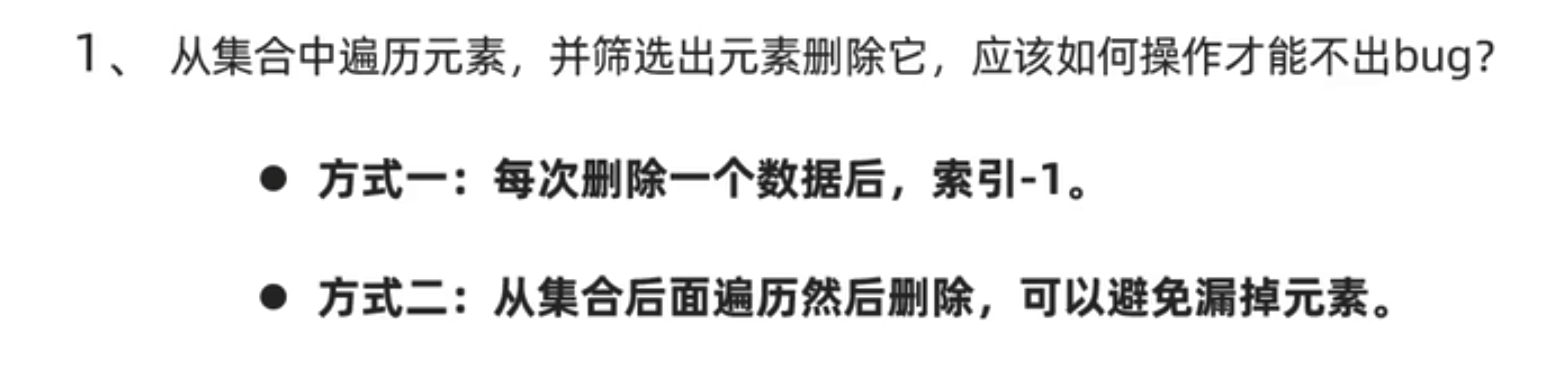 1、 从集合中遍历元素，并筛选出元素删除它，应该如何操作才能不出bug？
● 方式一：每次删除一个数据后，索引-1。
● 方式二：从集合后面遍历然后删除，可以避免漏掉元素。